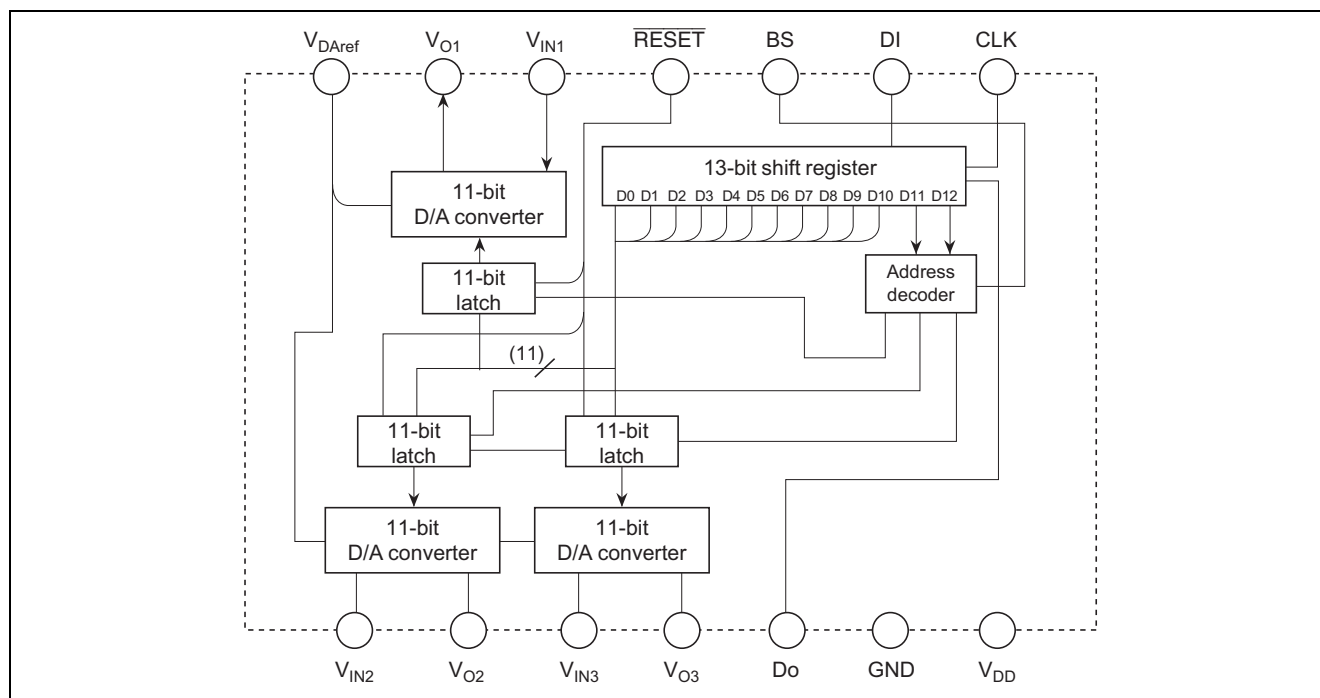 VDAref VO1 VIN1 RESET BS DI CLK
13-bit shift register
D0 D1 D2 D3 D4 D5 D6 D7 D8 D9 D10 D11 D12
11-bit
D/A converter
11-bit
latch
Address
decoder
(11)
11-bit
latch
11-bit
latch
11-bit
D/A converter
11-bit
D/A converter
VIN2 VO2 VIN3 VO3 Do GND VDD